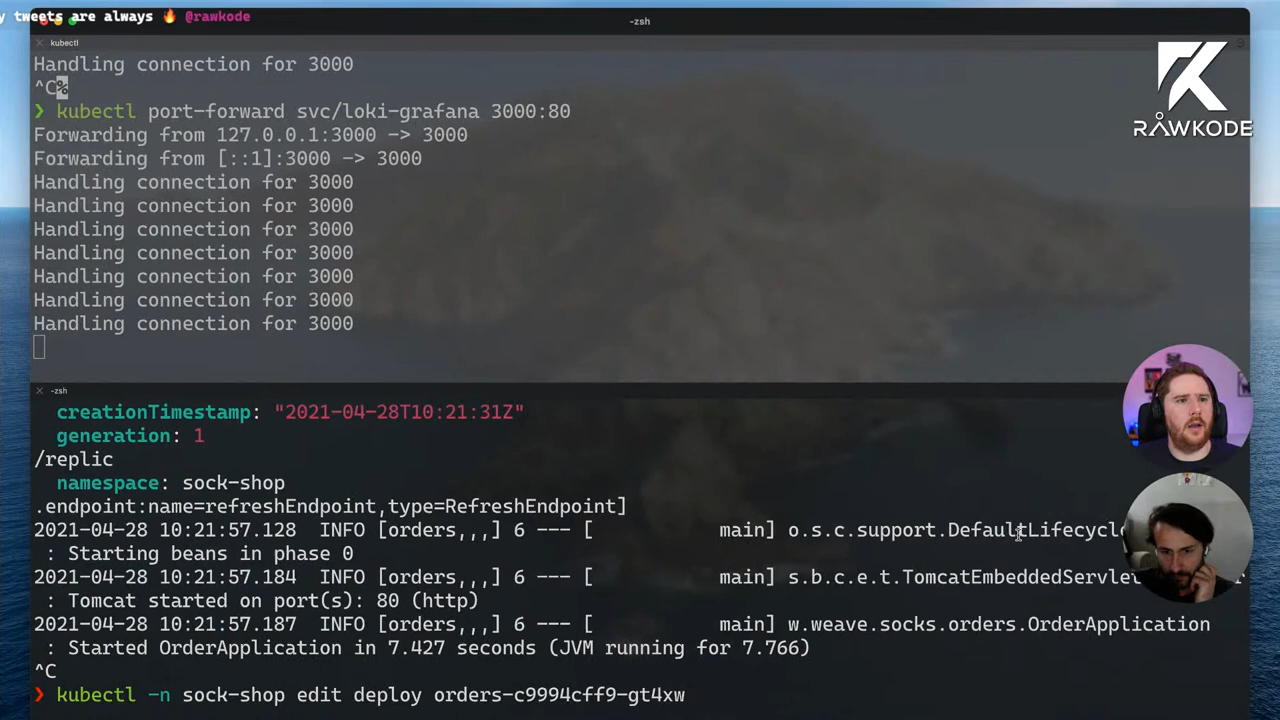 y tweets are always 🔥 @rawkode
-zsh
kubectl
Handling connection for 3000
^C%
❯ kubectl port-forward svc/loki-grafana 3000:80
Forwarding from 127.0.0.1:3000 -> 3000
Forwarding from [::1]:3000 -> 3000
Handling connection for 3000
Handling connection for 3000
Handling connection for 3000
Handling connection for 3000
Handling connection for 3000
Handling connection for 3000
Handling connection for 3000
RAWKODE
-zsh
creationTimestamp: "2021-04-28T10:21:31Z"
generation: 1
/replic
namespace: sock-shop
.endpoint:name=refreshEndpoint,type=RefreshEndpoint]
2021-04-28 10:21:57.128 INFO [orders,,,] 6 --- [ main] o.s.c.support.DefaultLifecycle
: Starting beans in phase 0
2021-04-28 10:21:57.184 INFO [orders,,,] 6 --- [ main] s.b.c.e.t.TomcatEmbeddedServlet
: Tomcat started on port(s): 80 (http)
2021-04-28 10:21:57.187 INFO [orders,,,] 6 --- [ main] w.weave.socks.orders.OrderApplication
: Started OrderApplication in 7.427 seconds (JVM running for 7.766)
^C
❯ kubectl -n sock-shop edit deploy orders-c9994cff9-gt4xw